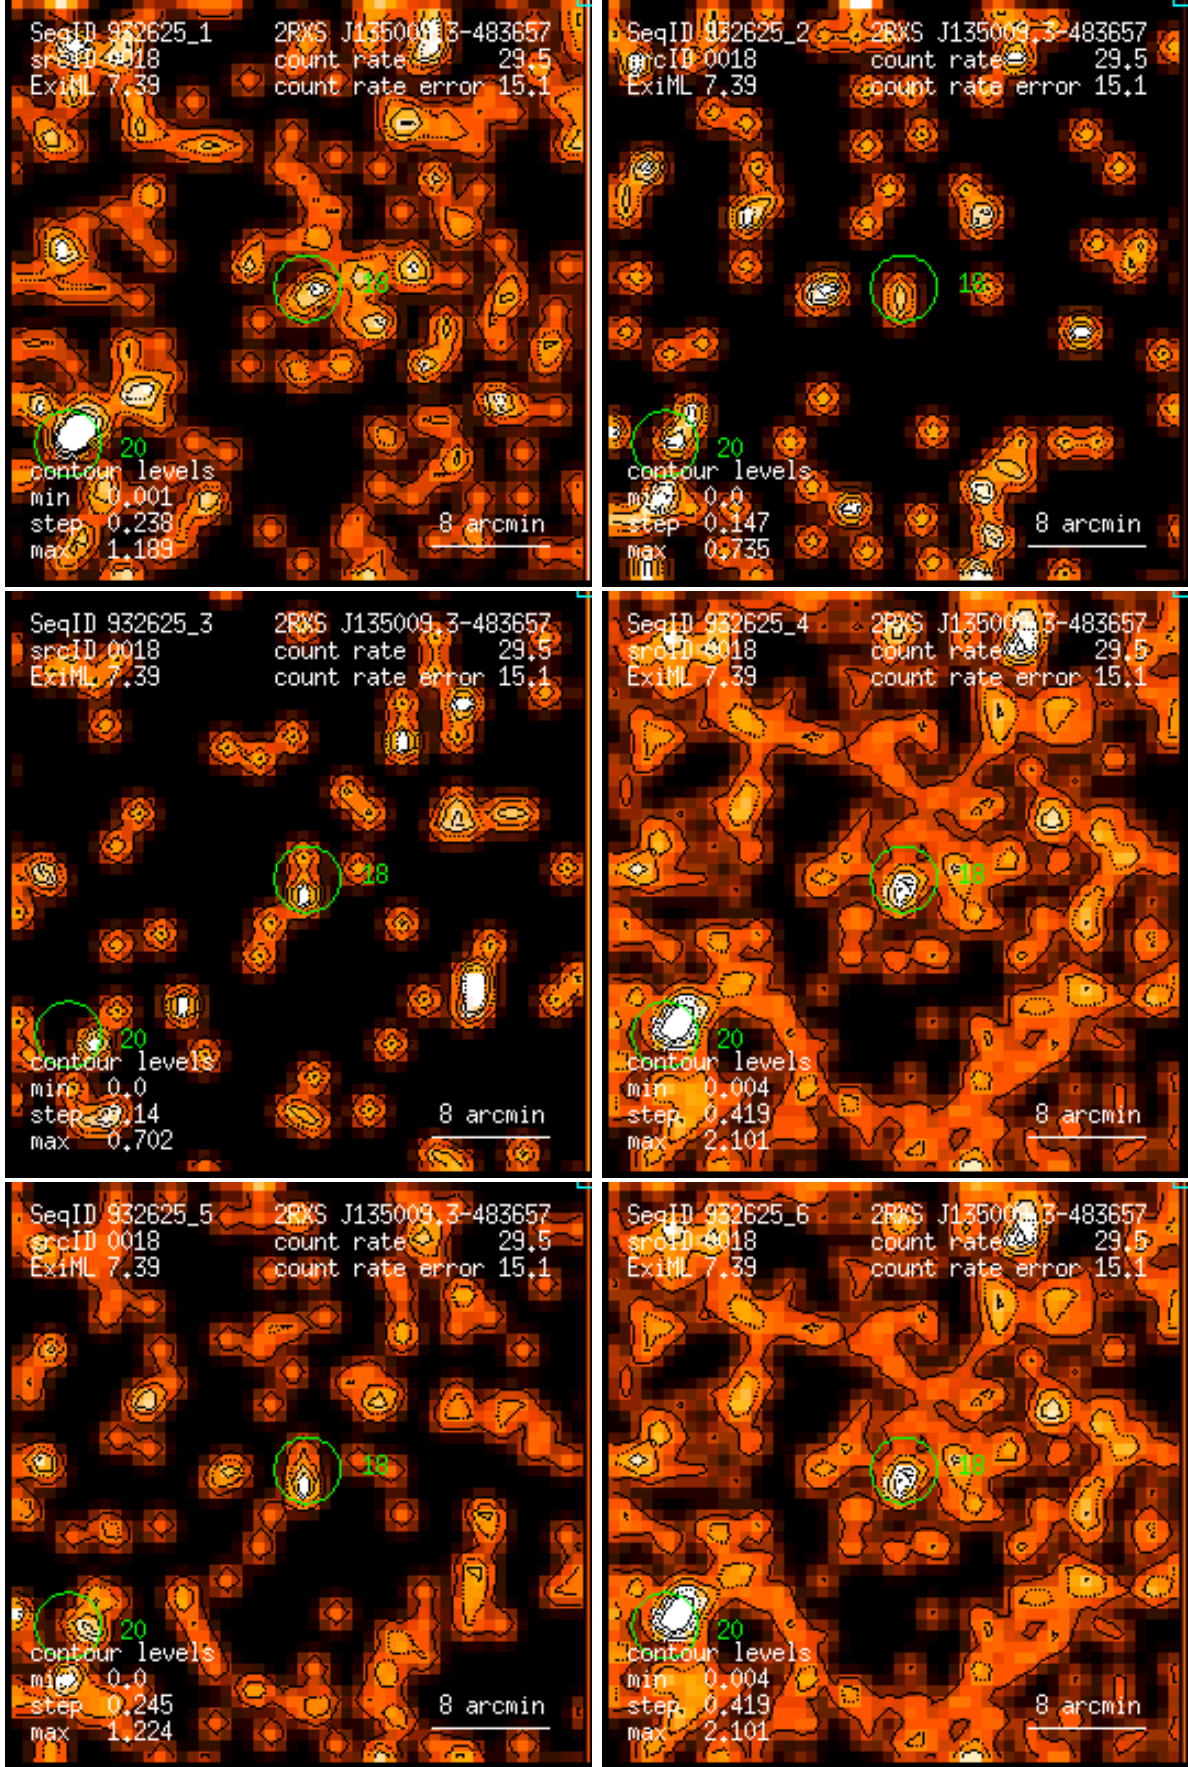 SeqID 932625_1 2RXS J135009.3-483657
srcID 0018 count rate 29.5
ExiML 7.39 count rate error 15.1
18
20
contour levels
min 0.001
step 0.238
max 1.189
8 arcmin
SeqID 932625_2 2RXS J135009.3-483657
srcID 0018 count rate 29.5
ExiML 7.39 count rate error 15.1
18
20
contour levels
min 0.0
step 0.147
max 0.735
8 arcmin
SeqID 932625_3 2RXS J135009.3-483657
srcID 0018 count rate 29.5
ExiML 7.39 count rate error 15.1
18
20
contour levels
min 0.0
step 0.14
max 0.702
8 arcmin
SeqID 932625_4 2RXS J135009.3-483657
srcID 0018 count rate 29.5
ExiML 7.39 count rate error 15.1
18
20
contour levels
min 0.004
step 0.419
max 2.101
8 arcmin
SeqID 932625_5 2RXS J135009.3-483657
srcID 0018 count rate 29.5
ExiML 7.39 count rate error 15.1
18
20
contour levels
min 0.0
step 0.245
max 1.224
8 arcmin
SeqID 932625_6 2RXS J135009.3-483657
srcID 0018 count rate 29.5
ExiML 7.39 count rate error 15.1
18
20
contour levels
min 0.004
step 0.419
max 2.101
8 arcmin